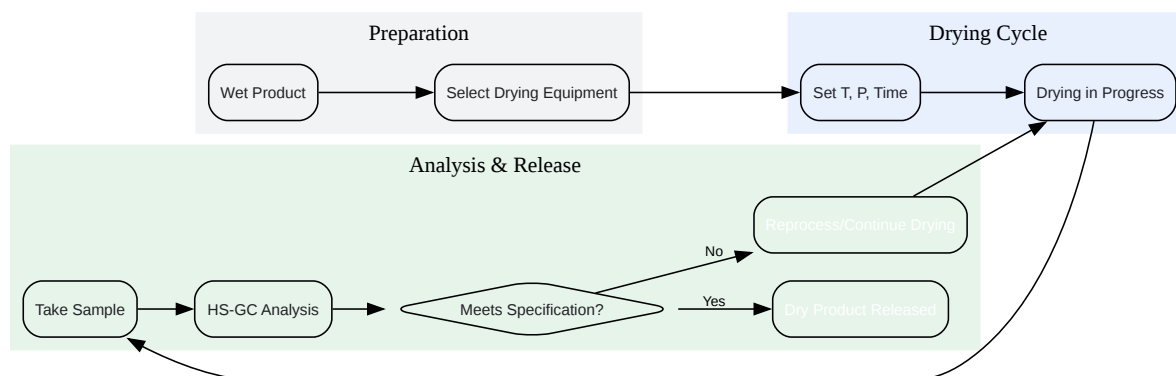 Preparation
Drying Cycle
Wet Product
Select Drying Equipment
Set T, P, Time
Drying in Progress
Analysis & Release
Reprocess/Continue Drying
No
Take Sample
HS-GC Analysis
Meets Specification?
Yes
Dry Product Released